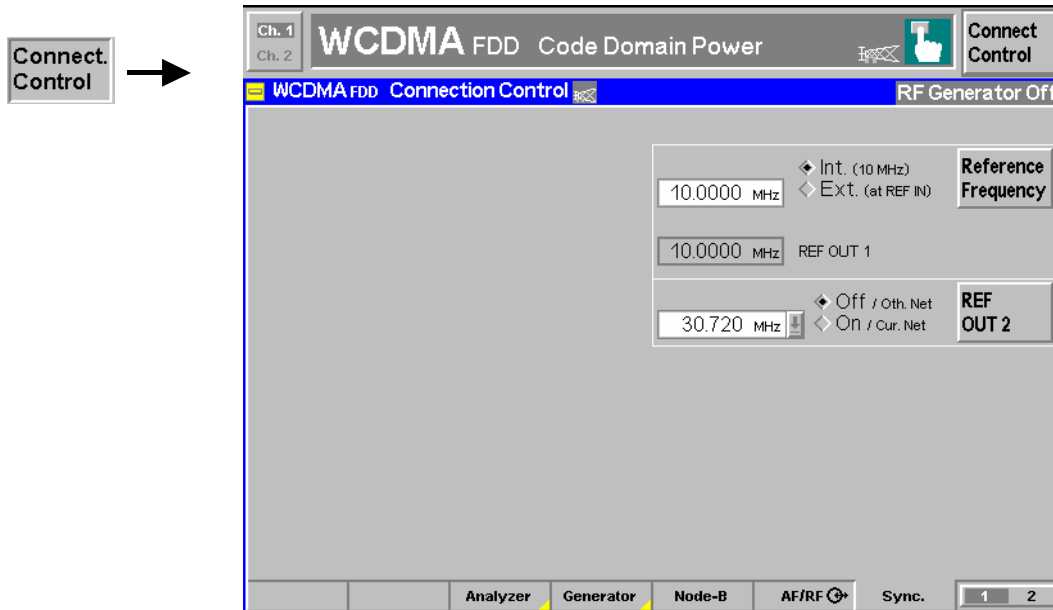 Connect.
Control
Ch. 1
Ch. 2
WCDMA FDD Code Domain Power
Connect
Control
WCDMA FDD Connection Control
RF Generator Off
10.0000 MHz
Int. (10 MHz)
Ext. (at REF IN)
Reference
Frequency
10.0000 MHz REF OUT 1
30.720 MHz
Off / Oth. Net
On / Cur. Net
REF
OUT 2
Analyzer Generator Node-B AF/RF Sync. 1 2